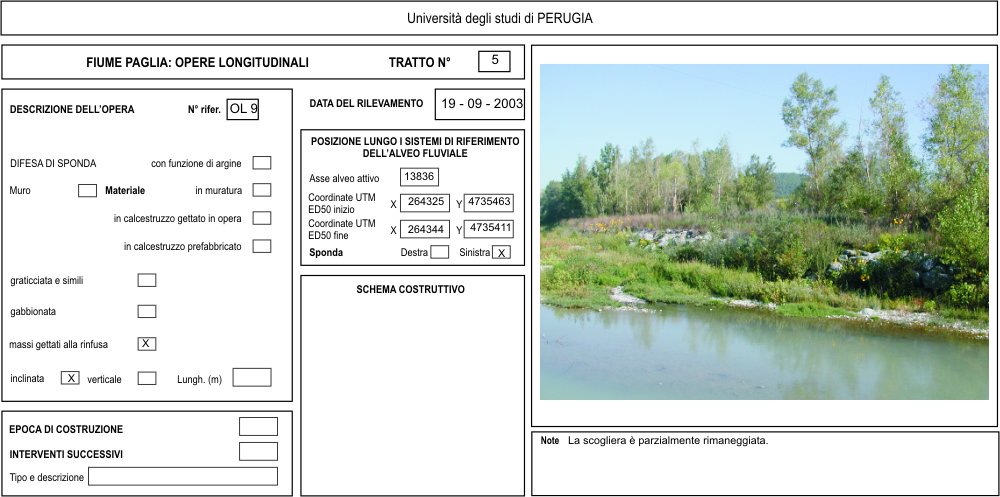 Università degli studi di PERUGIA
FIUME PAGLIA: OPERE LONGITUDINALI TRATTO N° 5
DESCRIZIONE DELL'OPERA N° rifer. OL 9
DIFESA DI SPONDA con funzione di argine
Muro Materiale in muratura
in calcestruzzo gettato in opera
in calcestruzzo prefabbricato
graticciata e simili
gabbionata
massi gettati alla rinfusa X
inclinata X verticale Lungh. (m)
EPOCA DI COSTRUZIONE
INTERVENTI SUCCESSIVI
Tipo e descrizione
DATA DEL RILEVAMENTO 19 - 09 - 2003
POSIZIONE LUNGO I SISTEMI DI RIFERIMENTO
DELL'ALVEO FLUVIALE
Asse alveo attivo 13836
Coordinate UTM
ED50 inizio X 264325 Y 4735463
Coordinate UTM
ED50 fine X 264344 Y 4735411
Sponda Destra Sinistra X
SCHEMA COSTRUTTIVO
Note La scogliera è parzialmente rimaneggiata.